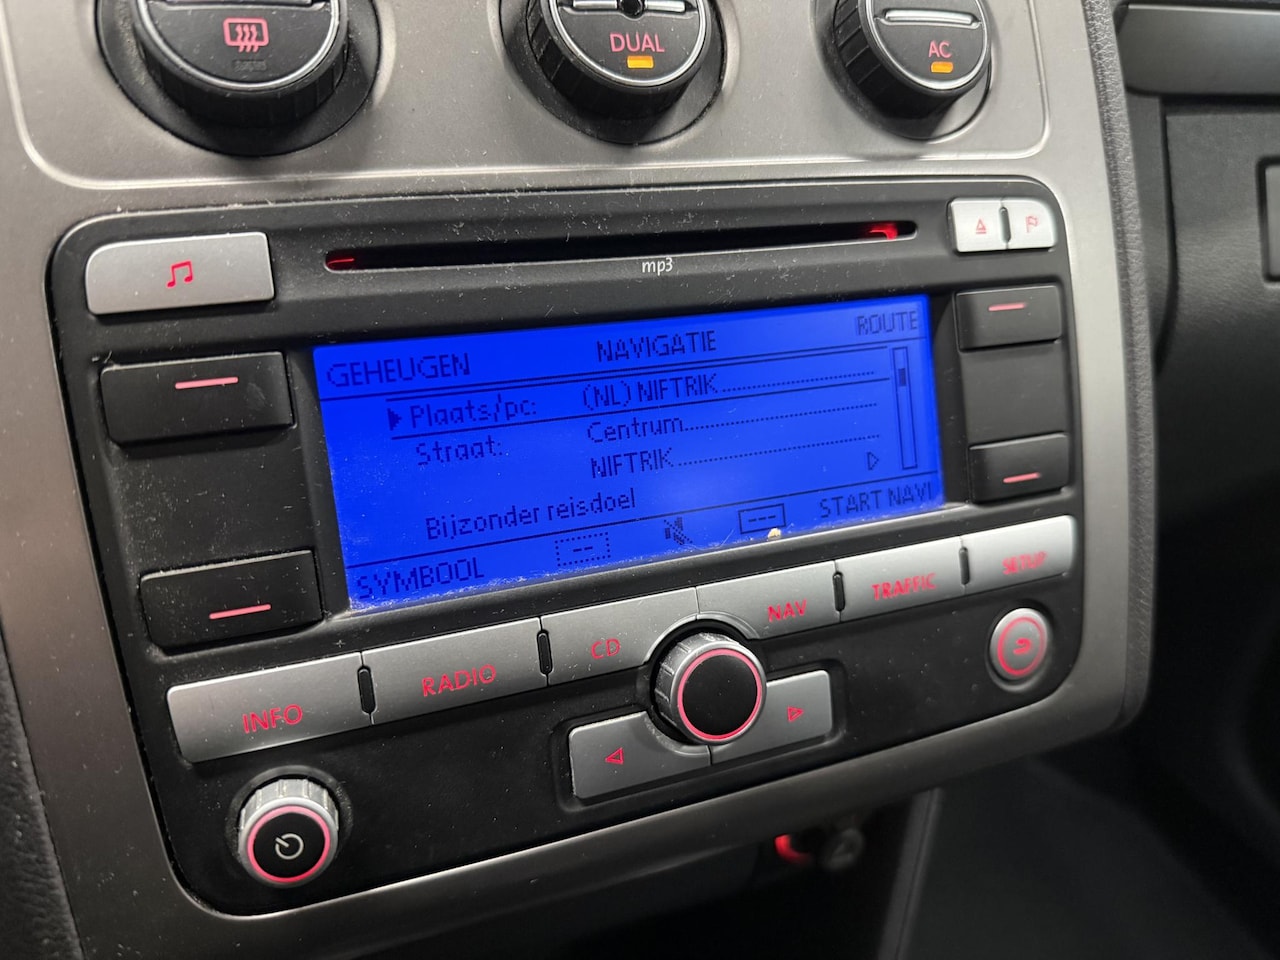 DUAL
AC
mp3
GEHEUGEN NAVIGATIE ROUTE
Plaats/pc: (NL) NIFTRIK
Straat: Centrum
NIFTRIK
Bijzonder reisdoel
SYMBOOL -- --- START NAVI
INFO RADIO CD NAV TRAFFIC SETUP